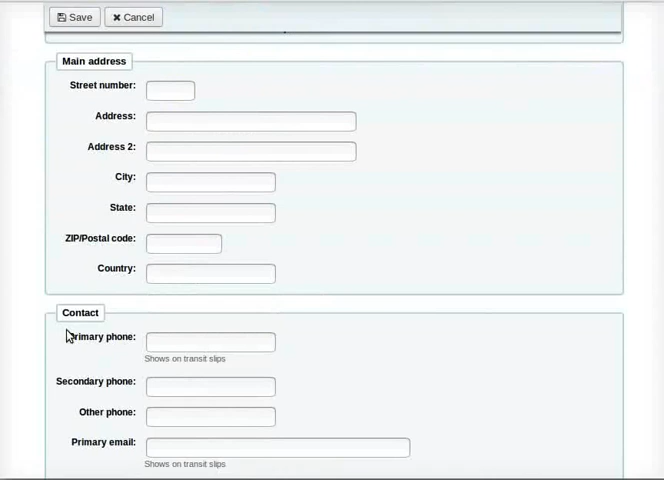 Save Cancel
Main address
Street number:
Address:
Address 2:
City:
State:
ZIP/Postal code:
Country:
Contact
Primary phone:
Shows on transit slips
Secondary phone:
Other phone:
Primary email:
Shows on transit slips